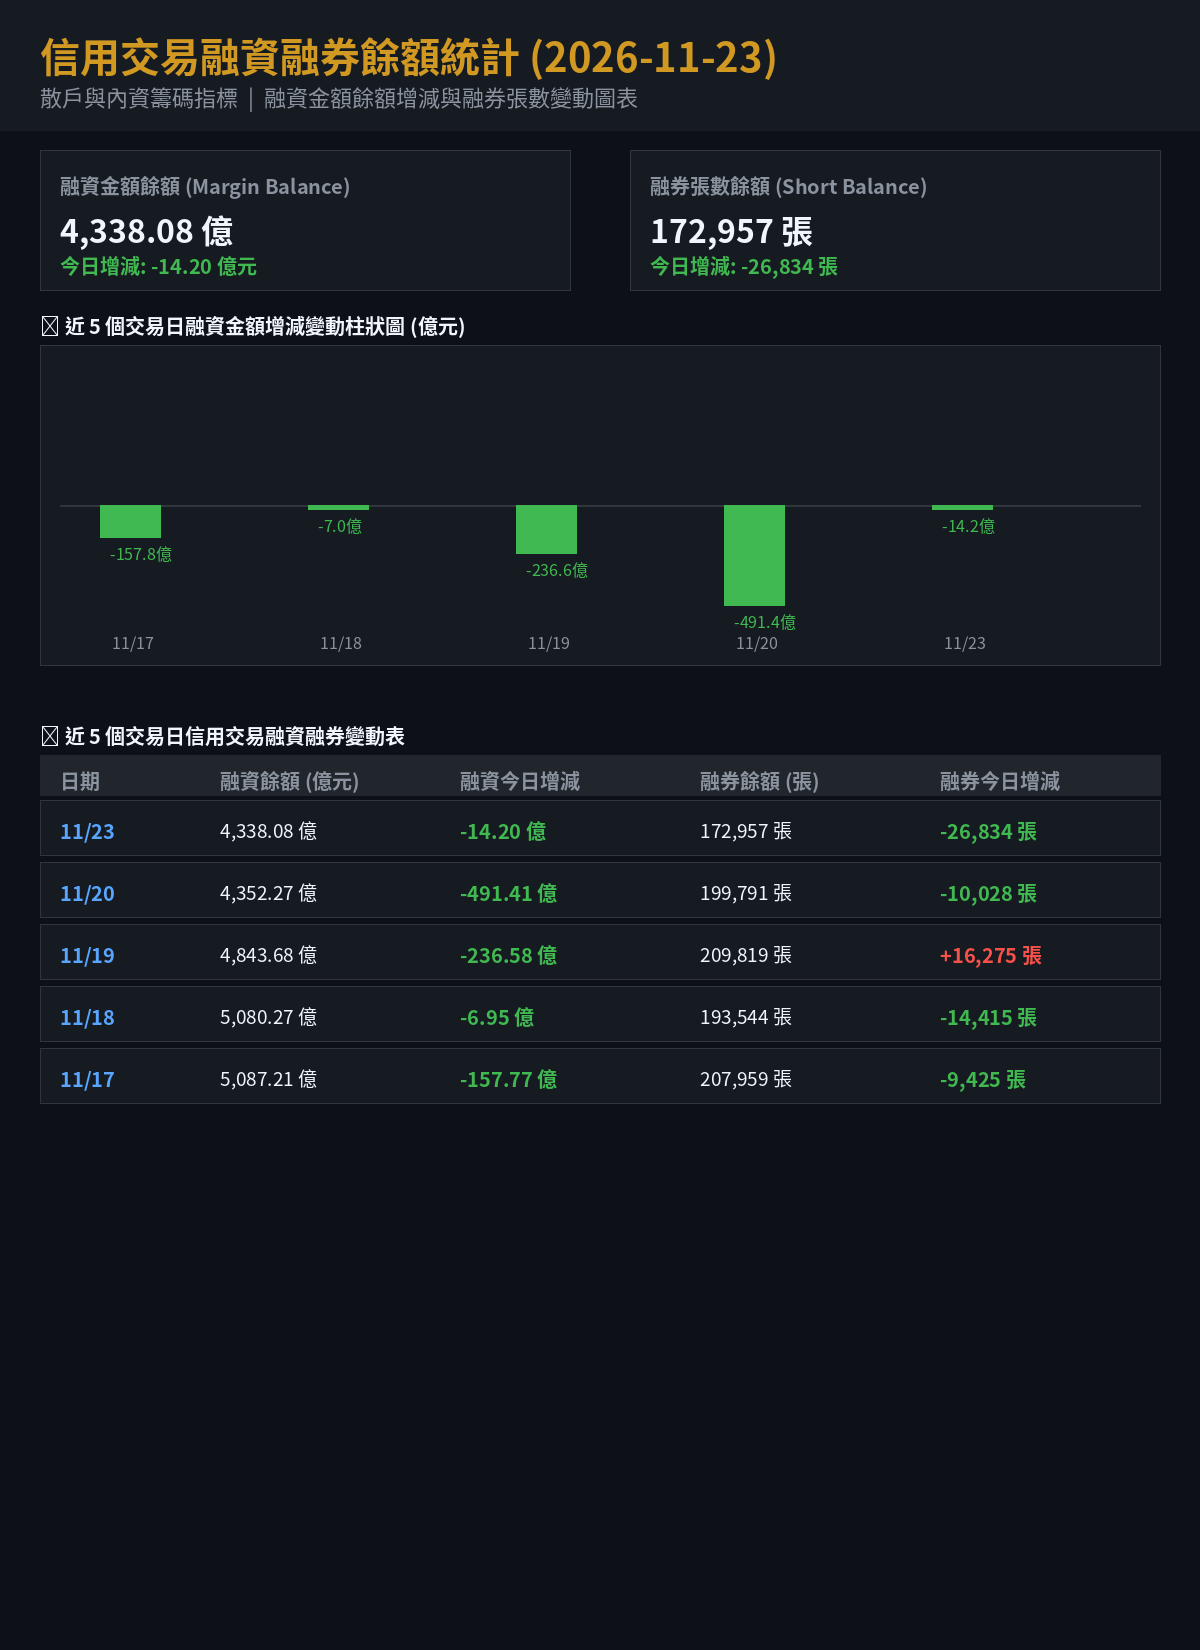 信用交易融資融券餘額統計 (2026-11-23)
散戶與內資籌碼指標 | 融資金額餘額增減與融券張數變動圖表
融資金額餘額 (Margin Balance)
4,338.08 億
今日增減: -14.20 億元
融券張數餘額 (Short Balance)
172,957 張
今日增減: -26,834 張
近 5 個交易日融資金額增減變動柱狀圖 (億元)
-157.8億
-7.0億
-236.6億
-491.4億
-14.2億
11/17
11/18
11/19
11/20
11/23
近 5 個交易日信用交易融資融券變動表
日期 融資餘額 (億元) 融資今日增減 融券餘額 (張) 融券今日增減
11/23 4,338.08 億 -14.20 億 172,957 張 -26,834 張
11/20 4,352.27 億 -491.41 億 199,791 張 -10,028 張
11/19 4,843.68 億 -236.58 億 209,819 張 +16,275 張
11/18 5,080.27 億 -6.95 億 193,544 張 -14,415 張
11/17 5,087.21 億 -157.77 億 207,959 張 -9,425 張